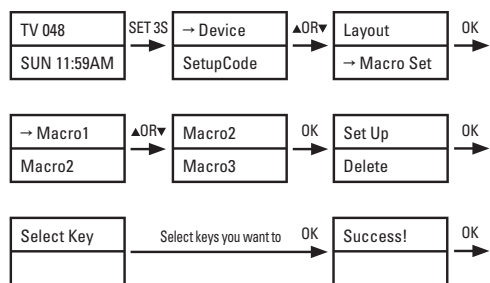 TV 048
SUN 11:59AM
SET 3S
→ Device
SetupCode
▲OR▼
Layout
→ Macro Set
OK
→ Macro1
Macro2
▲OR▼
Macro2
Macro3
OK
Set Up
Delete
OK
Select Key
Select keys you want to
OK
Success!
OK